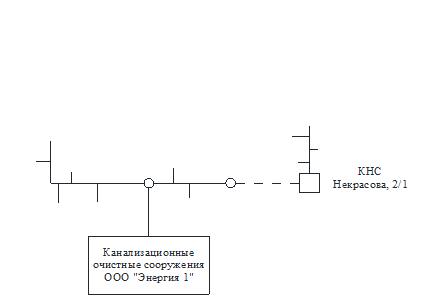 КНС
Некрасова, 2/1
Канализационные
очистные сооружения
ООО "Энергия 1"